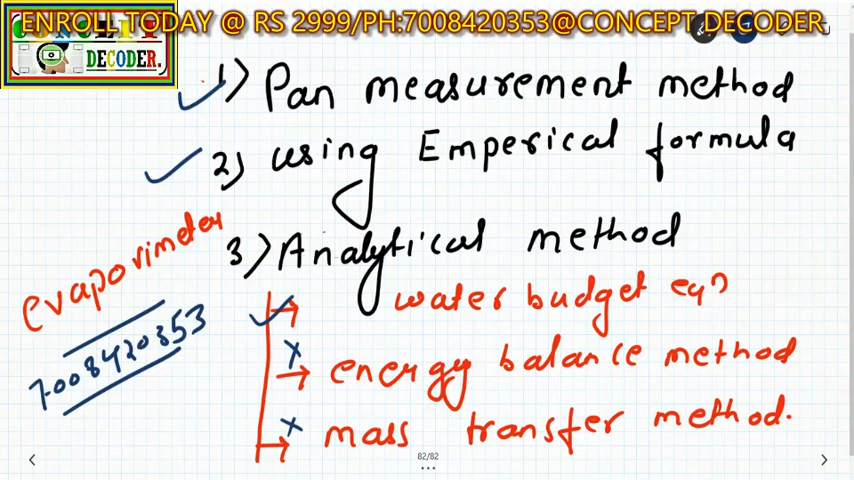 ENROLL TODAY @ RS 2999/PH:7008420353@CONCEPT DECODER
DECODER.
1) Pan measurement method
2) using Emperical formula
evaporimeter
3) Analytical method
→ water budget eqn
7008420353
x → energy balance method
x → mass transfer method.
82/82